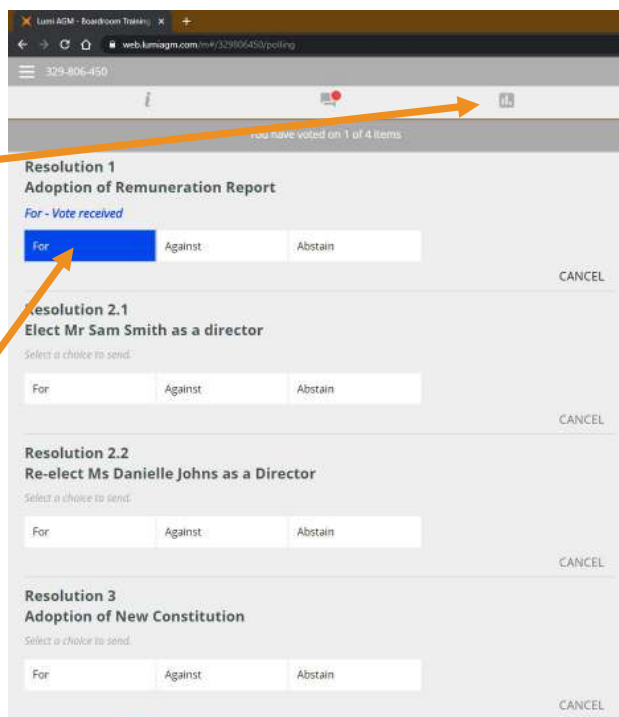 Lumi AGM - Boardroom Training
web.lumiagm.com/m#/329806450/polling
329-806-450
You have voted on 1 of 4 items
Resolution 1
Adoption of Remuneration Report
For - Vote received
For Against Abstain
CANCEL
Resolution 2.1
Elect Mr Sam Smith as a director
Select a choice to send.
For Against Abstain
CANCEL
Resolution 2.2
Re-elect Ms Danielle Johns as a Director
Select a choice to send.
For Against Abstain
CANCEL
Resolution 3
Adoption of New Constitution
Select a choice to send.
For Against Abstain
CANCEL